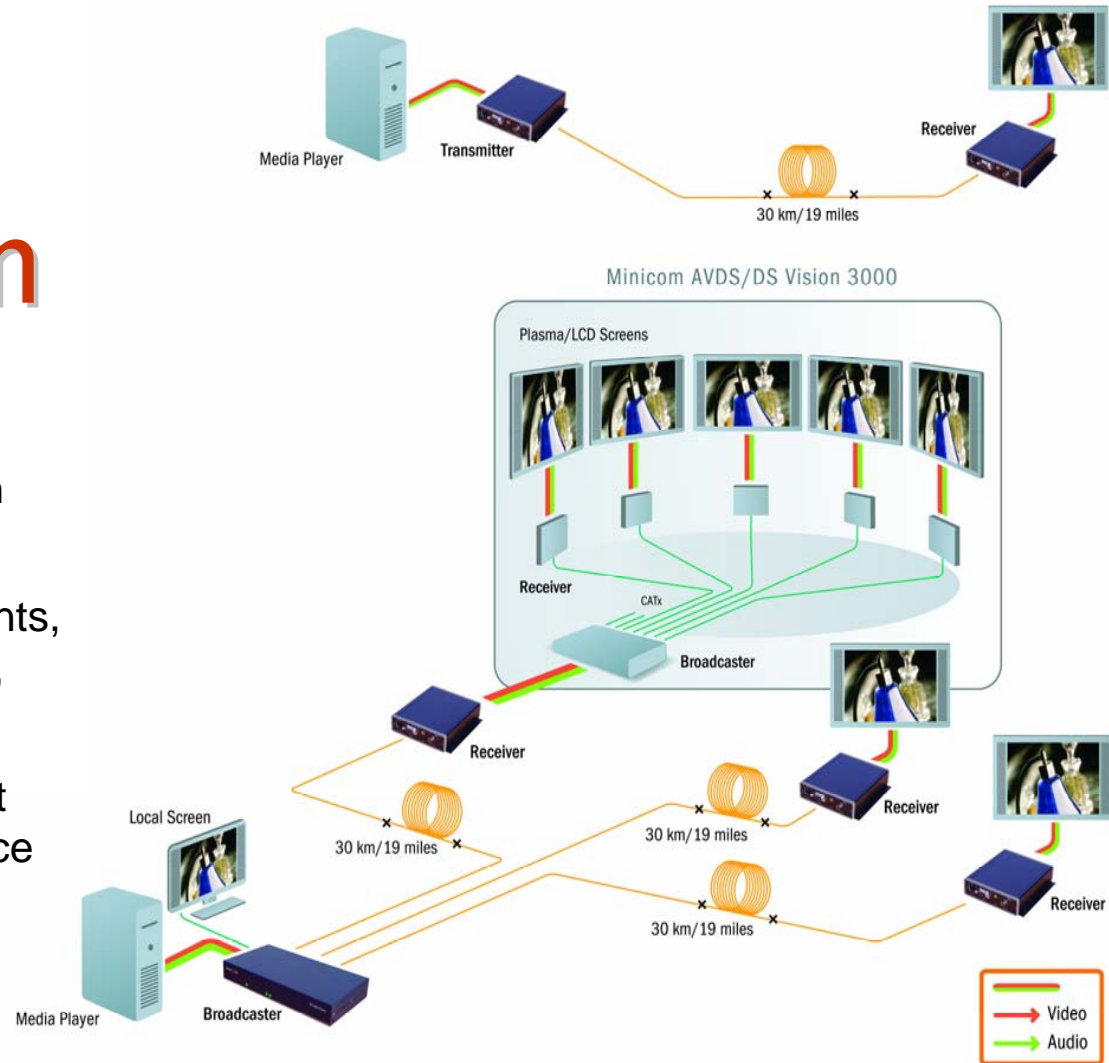 Media Player
Transmitter
Receiver
30 km/19 miles
n
Minicom AVDS/DS Vision 3000
Plasma/LCD Screens
n
nts,
,
t
ce
Receiver
CATx
Broadcaster
Receiver
Local Screen
30 km/19 miles
30 km/19 miles
Receiver
30 km/19 miles
Receiver
Media Player
Broadcaster
Video
Audio